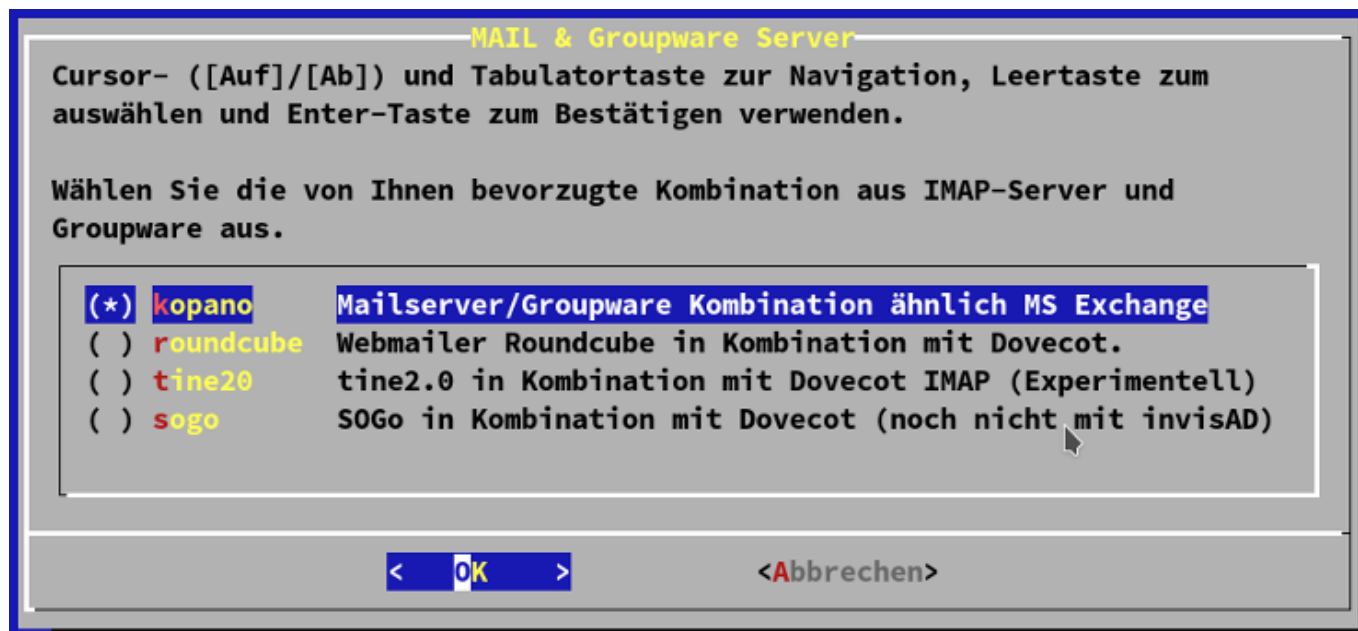 MAIL & Groupware Server
Cursor- ([Auf]/[Ab]) und Tabulatortaste zur Navigation, Leertaste zum
auswählen und Enter-Taste zum Bestätigen verwenden.
Wählen Sie die von Ihnen bevorzugte Kombination aus IMAP-Server und
Groupware aus.
(*) kopano Mailserver/Groupware Kombination ähnlich MS Exchange
( ) roundcube Webmailer Roundcube in Kombination mit Dovecot.
( ) tine20 tine2.0 in Kombination mit Dovecot IMAP (Experimentell)
( ) sogo SOGo in Kombination mit Dovecot (noch nicht mit invisAD)
< OK > <Abbrechen>